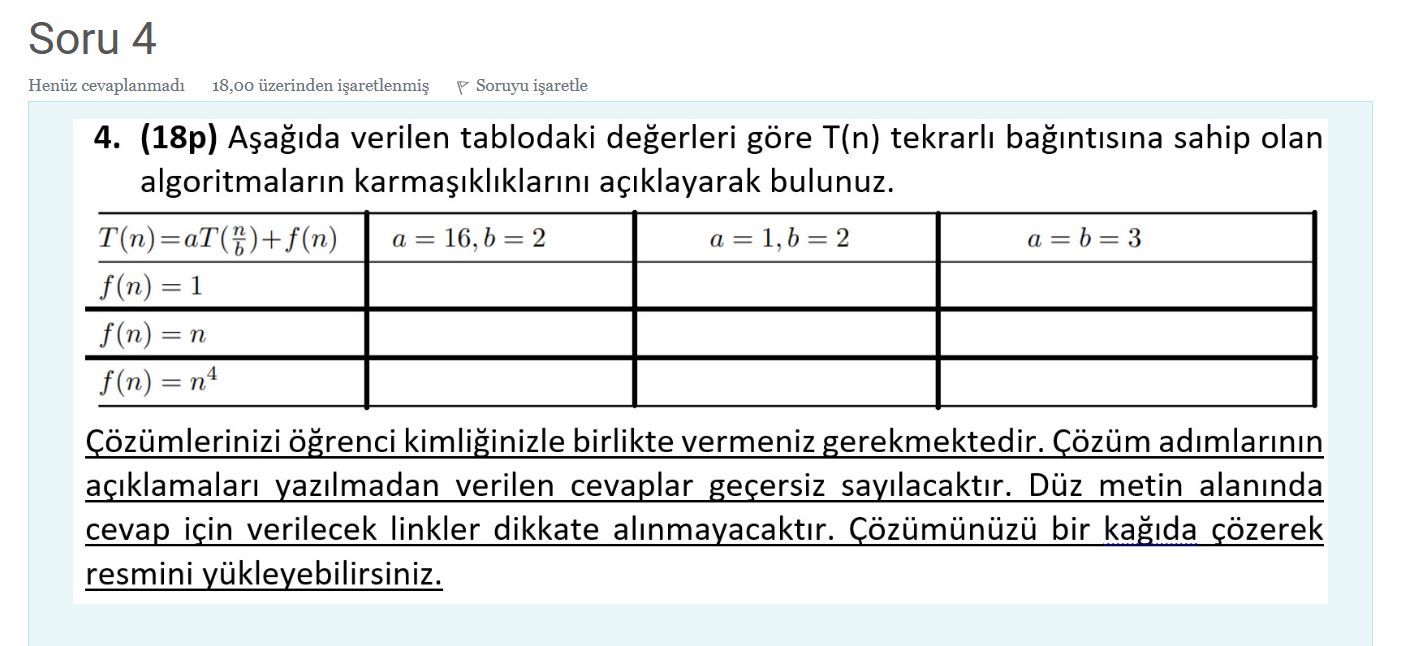 Soru 4
Henüz cevaplanmadı 18,00 üzerinden işaretlenmiş Soruyu işaretle
4. (18p) Aşağıda verilen tablodaki değerleri göre T(n) tekrarlı bağıntısına sahip olan
algoritmaların karmaşıklıklarını açıklayarak bulunuz.
T(n)=aT(n/b)+f(n) a = 16, b = 2 a = 1, b = 2 a = b = 3
f(n) = 1
f(n) = n
f(n) = n⁴
Çözümlerinizi öğrenci kimliğinizle birlikte vermeniz gerekmektedir. Çözüm adımlarının
açıklamaları yazılmadan verilen cevaplar geçersiz sayılacaktır. Düz metin alanında
cevap için verilecek linkler dikkate alınmayacaktır. Çözümünüzü bir kağıda çözerek
resmini yükleyebilirsiniz.